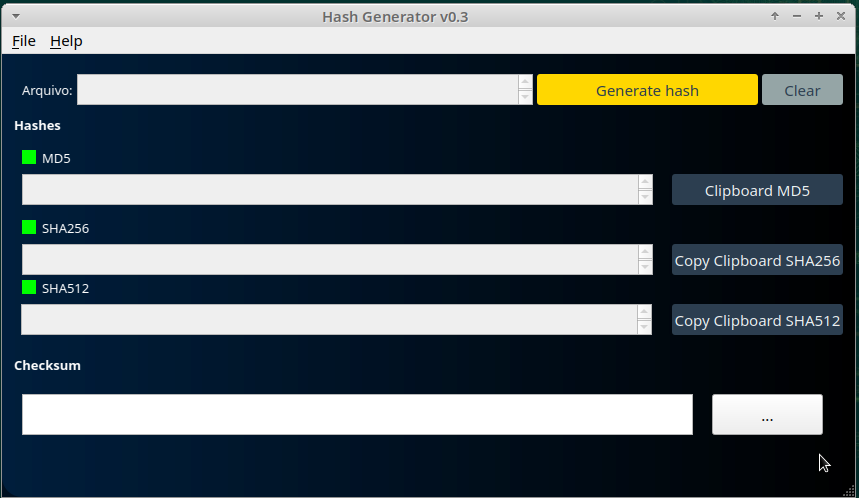 Hash Generator v0.3
File Help
Arquivo: Generate hash Clear
Hashes
MD5
Clipboard MD5
SHA256
Copy Clipboard SHA256
SHA512
Copy Clipboard SHA512
Checksum
...